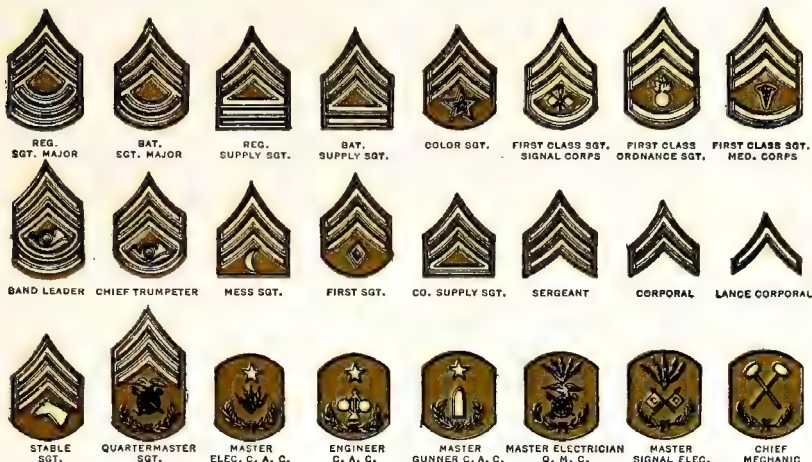 REG.
SGT. MAJOR
BAT.
SGT. MAJOR
REG.
SUPPLY SGT.
BAT.
SUPPLY SGT.
COLOR SGT.
FIRST CLASS SGT.
SIGNAL CORPS
FIRST CLASS
ORDNANCE SGT.
FIRST CLASS SGT.
MED. CORPS
BAND LEADER
CHIEF TRUMPETER
MESS SGT.
FIRST SGT.
CO. SUPPLY SGT.
SERGEANT
CORPORAL
LANCE CORPORAL
STABLE
SGT.
QUARTERMASTER
SGT.
MASTER
ELEC. C. A. C.
ENGINEER
C. A. C.
MASTER
GUNNER C. A. C.
MASTER ELECTRICIAN
Q. M. C.
MASTER
SIGNAL ELEC.
CHIEF
MECHANIC